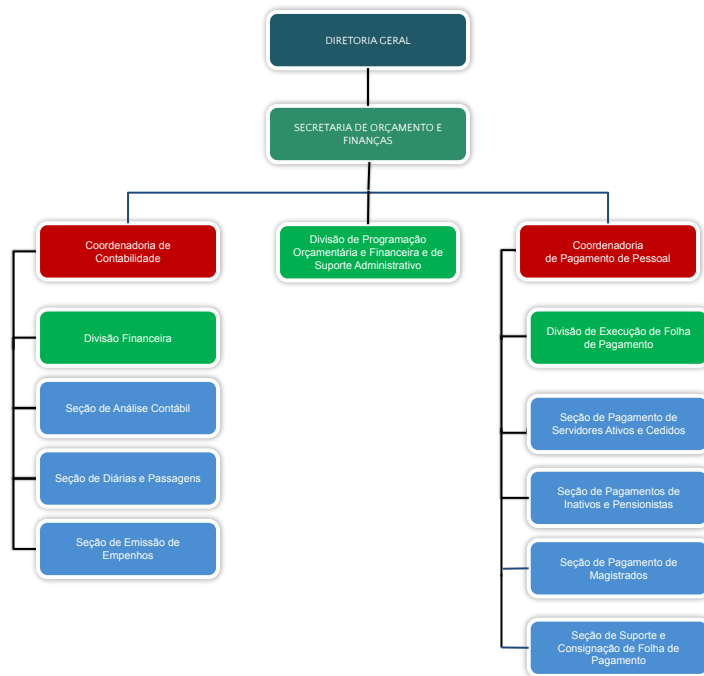 DIRETORIA GERAL
SECRETARIA DE ORÇAMENTO E
FINANÇAS
Coordenadoria de
Contabilidade
Divisão de Programação
Orçamentária e Financeira e de
Suporte Administrativo
Coordenadoria
de Pagamento de Pessoal
Divisão Financeira
Seção de Análise Contábil
Seção de Diárias e Passagens
Seção de Emissão de
Empenhos
Divisão de Execução de Folha
de Pagamento
Seção de Pagamento de
Servidores Ativos e Cedidos
Seção de Pagamentos de
Inativos e Pensionistas
Seção de Pagamento de
Magistrados
Seção de Suporte e
Consignação de Folha de
Pagamento